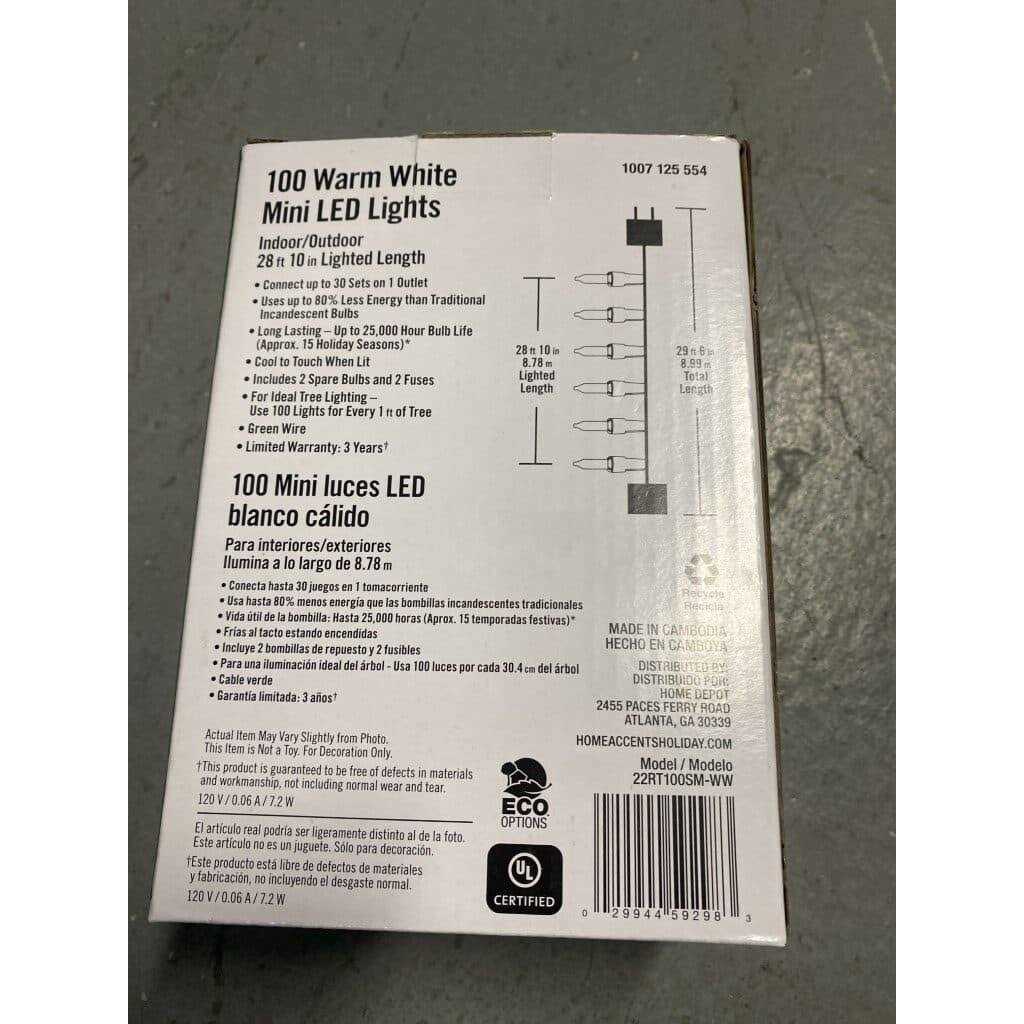 100 Warm White
Mini LED Lights
Indoor/Outdoor
28 ft 10 in Lighted Length
• Connect up to 30 Sets on 1 Outlet
• Uses up to 80% Less Energy than Traditional
Incandescent Bulbs
• Long Lasting – Up to 25,000 Hour Bulb Life
(Approx. 15 Holiday Seasons)*
• Cool to Touch When Lit
• Includes 2 Spare Bulbs and 2 Fuses
• For Ideal Tree Lighting –
Use 100 Lights for Every 1 ft of Tree
• Green Wire
• Limited Warranty: 3 Years†
1007 125 554
28 ft 10 in
8.78 m
Lighted
Length
29 ft 6 in
8.99 m
Total
Length
100 Mini luces LED
blanco cálido
Para interiores/exteriores
Ilumina a lo largo de 8.78 m
• Conecta hasta 30 juegos en 1 tomacorriente
• Usa hasta 80% menos energía que las bombillas incandescentes tradicionales
• Vida útil de la bombilla: Hasta 25,000 horas (Aprox. 15 temporadas festivas)*
• Frías al tacto estando encendidas
• Incluye 2 bombillas de repuesto y 2 fusibles
• Para una iluminación ideal del árbol - Usa 100 luces por cada 30.4 cm del árbol
• Cable verde
• Garantía limitada: 3 años†
Recycle
Recicla
MADE IN CAMBODIA
HECHO EN CAMBOYA
DISTRIBUTED BY:
DISTRIBUIDO POR:
HOME DEPOT
2455 PACES FERRY ROAD
ATLANTA, GA 30339
HOMEACCENTSHOLIDAY.COM
Model / Modelo
22RT100SM-WW
Actual Item May Vary Slightly from Photo.
This Item is Not a Toy. For Decoration Only.
†This product is guaranteed to be free of defects in materials
and workmanship, not including normal wear and tear.
120 V / 0.06 A / 7.2 W
El artículo real podría ser ligeramente distinto al de la foto.
Este artículo no es un juguete. Sólo para decoración.
†Este producto está libre de defectos de materiales
y fabricación, no incluyendo el desgaste normal.
120 V / 0.06 A / 7.2 W
ECO
OPTIONS
UL
CERTIFIED
0 29944 59298 3